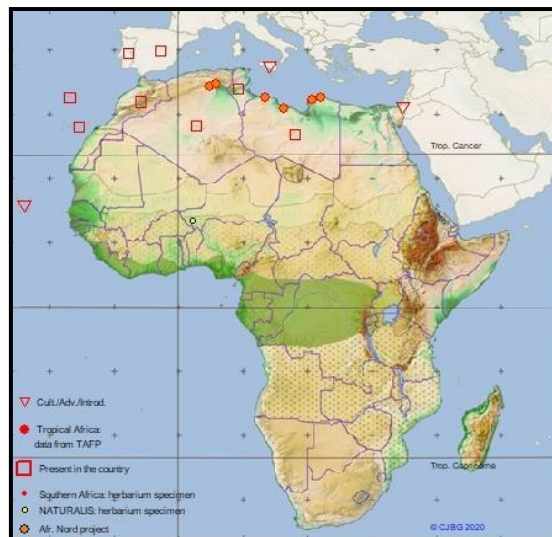 Trop. Cancer
Cult./Adv./Introd.
Tropical Africa:
data from TAFP
Present in the country
Trop. Capricorne
Southern Africa: herbarium specimen
NATURALIS: herbarium specimen
Afr. Nord project
© CJBG 2020